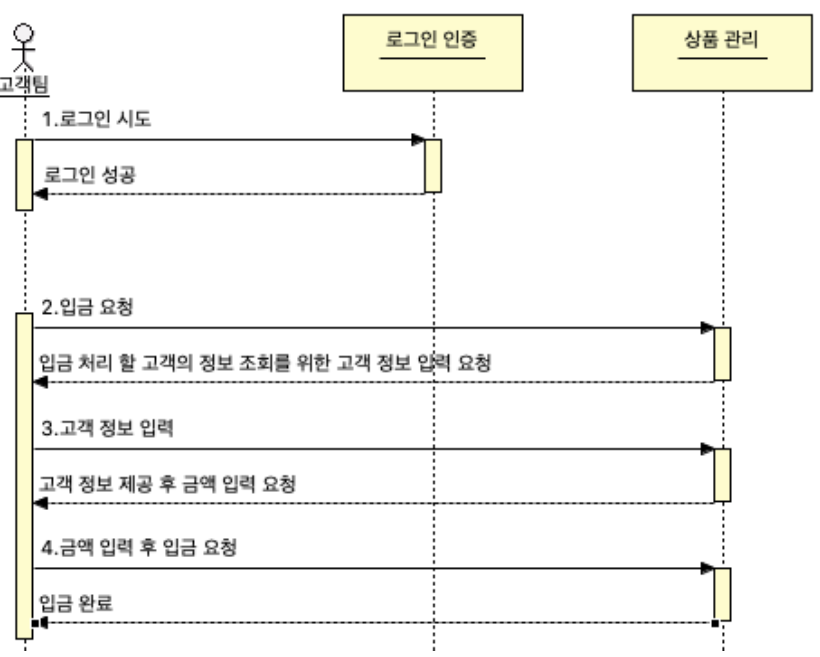 로그인 인증
상품 관리
고객팀
1.로그인 시도
로그인 성공
2.입금 요청
입금 처리 할 고객의 정보 조회를 위한 고객 정보 입력 요청
3.고객 정보 입력
고객 정보 제공 후 금액 입력 요청
4.금액 입력 후 입금 요청
입금 완료